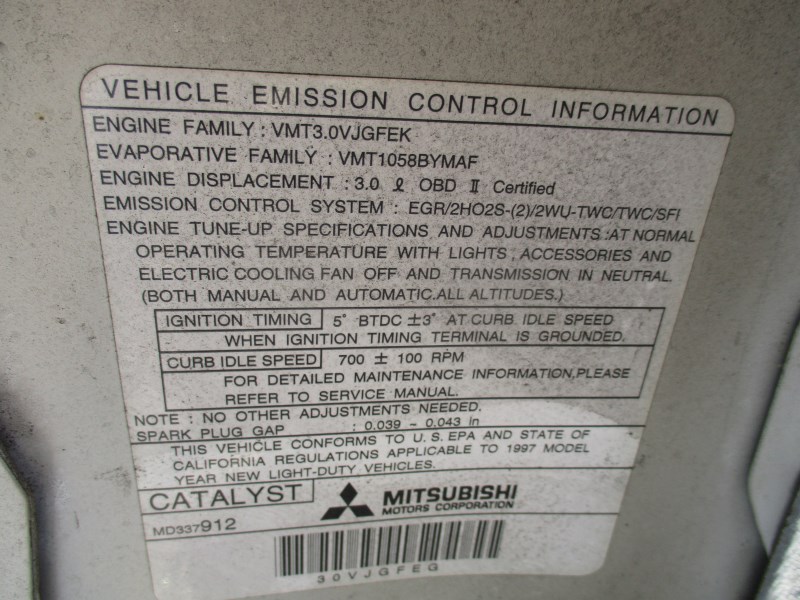 VEHICLE EMISSION CONTROL INFORMATION
ENGINE FAMILY : VMT3.0VJGFEK
EVAPORATIVE FAMILY : VMT1058BYMAF
ENGINE DISPLACEMENT : 3.0 ℓ OBD Ⅱ Certified
EMISSION CONTROL SYSTEM : EGR/2HO2S-(2)/2WU-TWC/TWC/SFI
ENGINE TUNE-UP SPECIFICATIONS AND ADJUSTMENTS :AT NORMAL
OPERATING TEMPERATURE WITH LIGHTS , ACCESSORIES AND
ELECTRIC COOLING FAN OFF AND TRANSMISSION IN NEUTRAL.
(BOTH MANUAL AND AUTOMATIC.ALL ALTITUDES.)
IGNITION TIMING 5° BTDC ±3° AT CURB IDLE SPEED
WHEN IGNITION TIMING TERMINAL IS GROUNDED.
CURB IDLE SPEED 700 ± 100 RPM
FOR DETAILED MAINTENANCE INFORMATION,PLEASE
REFER TO SERVICE MANUAL.
NOTE : NO OTHER ADJUSTMENTS NEEDED.
SPARK PLUG GAP : 0.039 - 0.043 in
THIS VEHICLE CONFORMS TO U.S.EPA AND STATE OF
CALIFORNIA REGULATIONS APPLICABLE TO 1997 MODEL
YEAR NEW LIGHT-DUTY VEHICLES.
CATALYST MITSUBISHI
MOTORS CORPORATION
MD337912
30VJGFEG